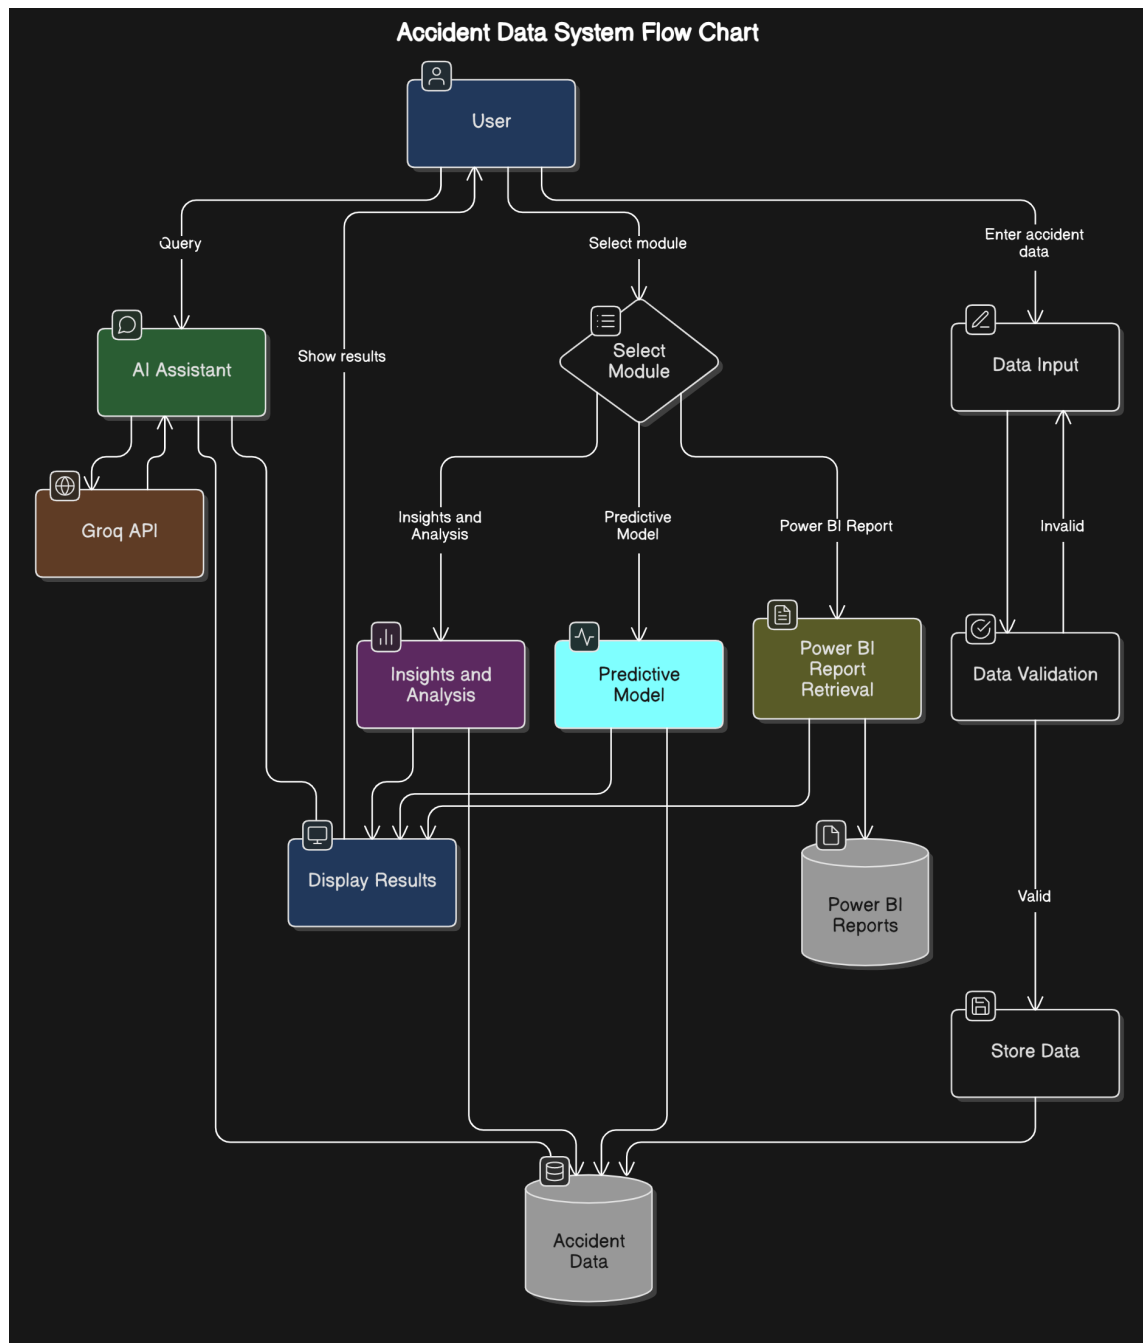 Accident Data System Flow Chart
User
Query
Select module
Enter accident
data
Show results
AI Assistant
Select
Module
Data Input
Groq API
Insights and
Analysis
Predictive
Model
Power BI Report
Invalid
Insights and
Analysis
Predictive
Model
Power BI
Report
Retrieval
Data Validation
Display Results
Power BI
Reports
Valid
Store Data
Accident
Data